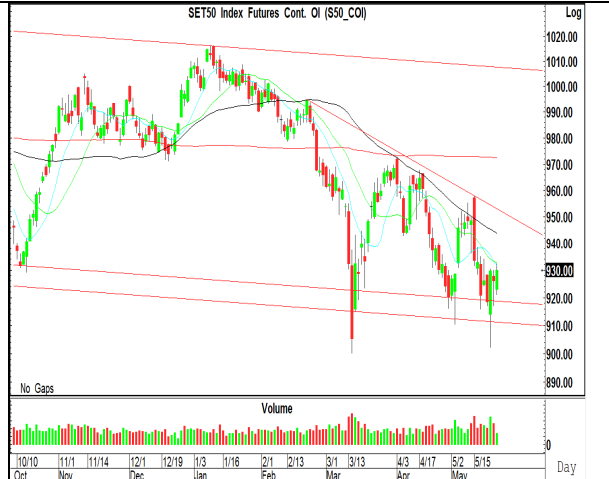 SET50 Index Futures Cont. OI (S50_COI)
Log
1020.00
1010.00
1000.00
990.00
980.00
970.00
960.00
950.00
940.00
930.00
920.00
910.00
900.00
890.00
No Gaps
Volume
0
10/10 11/1 11/14 12/1 12/19 1/3 1/16 2/1 2/13 3/1 3/13 4/3 4/17 5/2 5/15
Oct Nov Dec Jan Feb Mar Apr May
Day